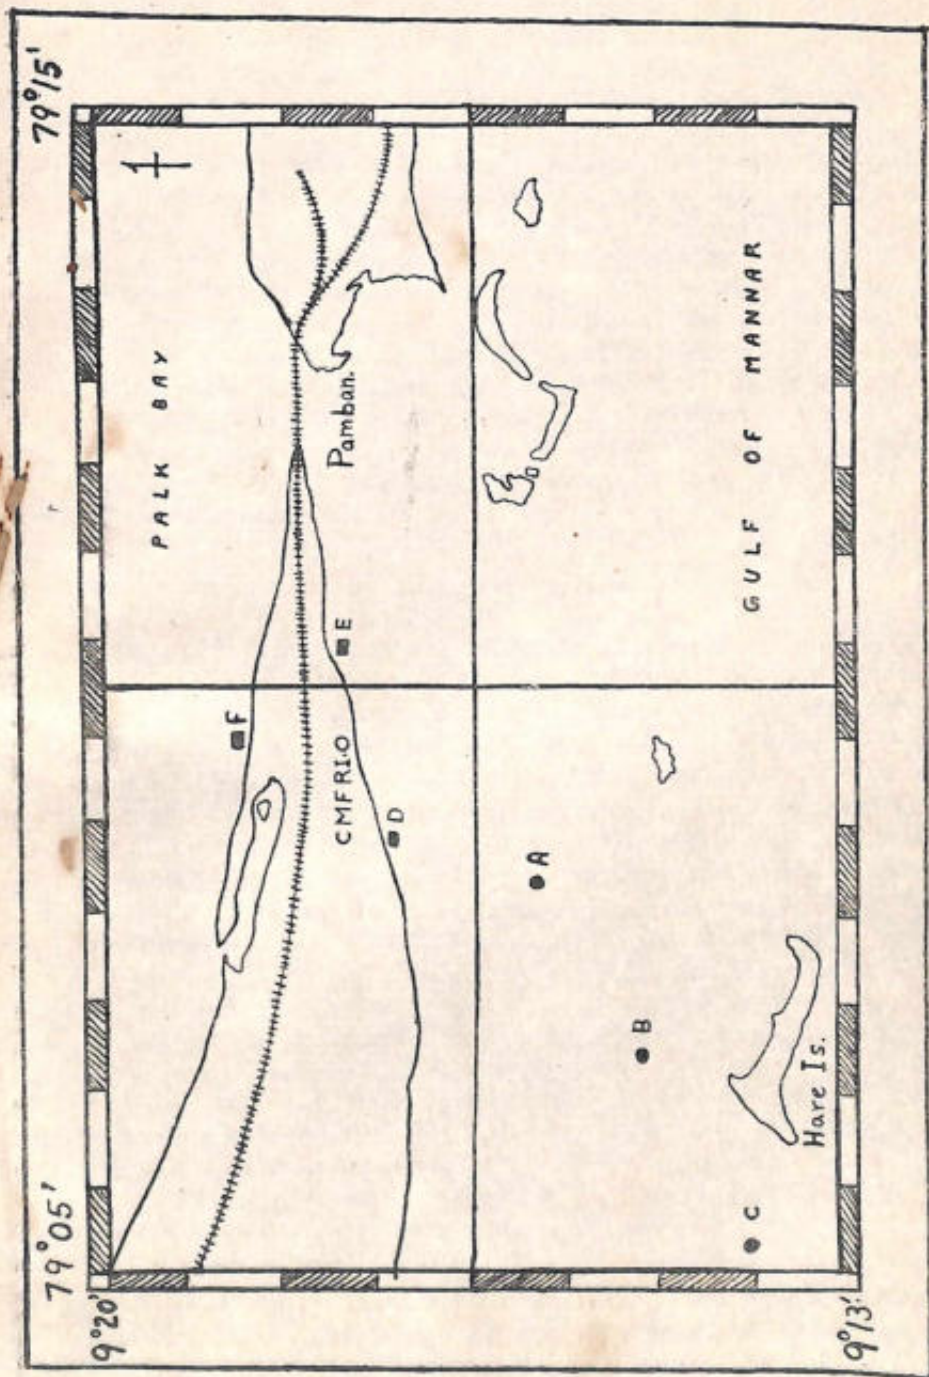 79°05'
79°15'
9°20'
PALK BAY
F
CMFRI.O
E
Pamban.
D
A
B
C
Hare Is.
GULF OF MANNAR
9°13'